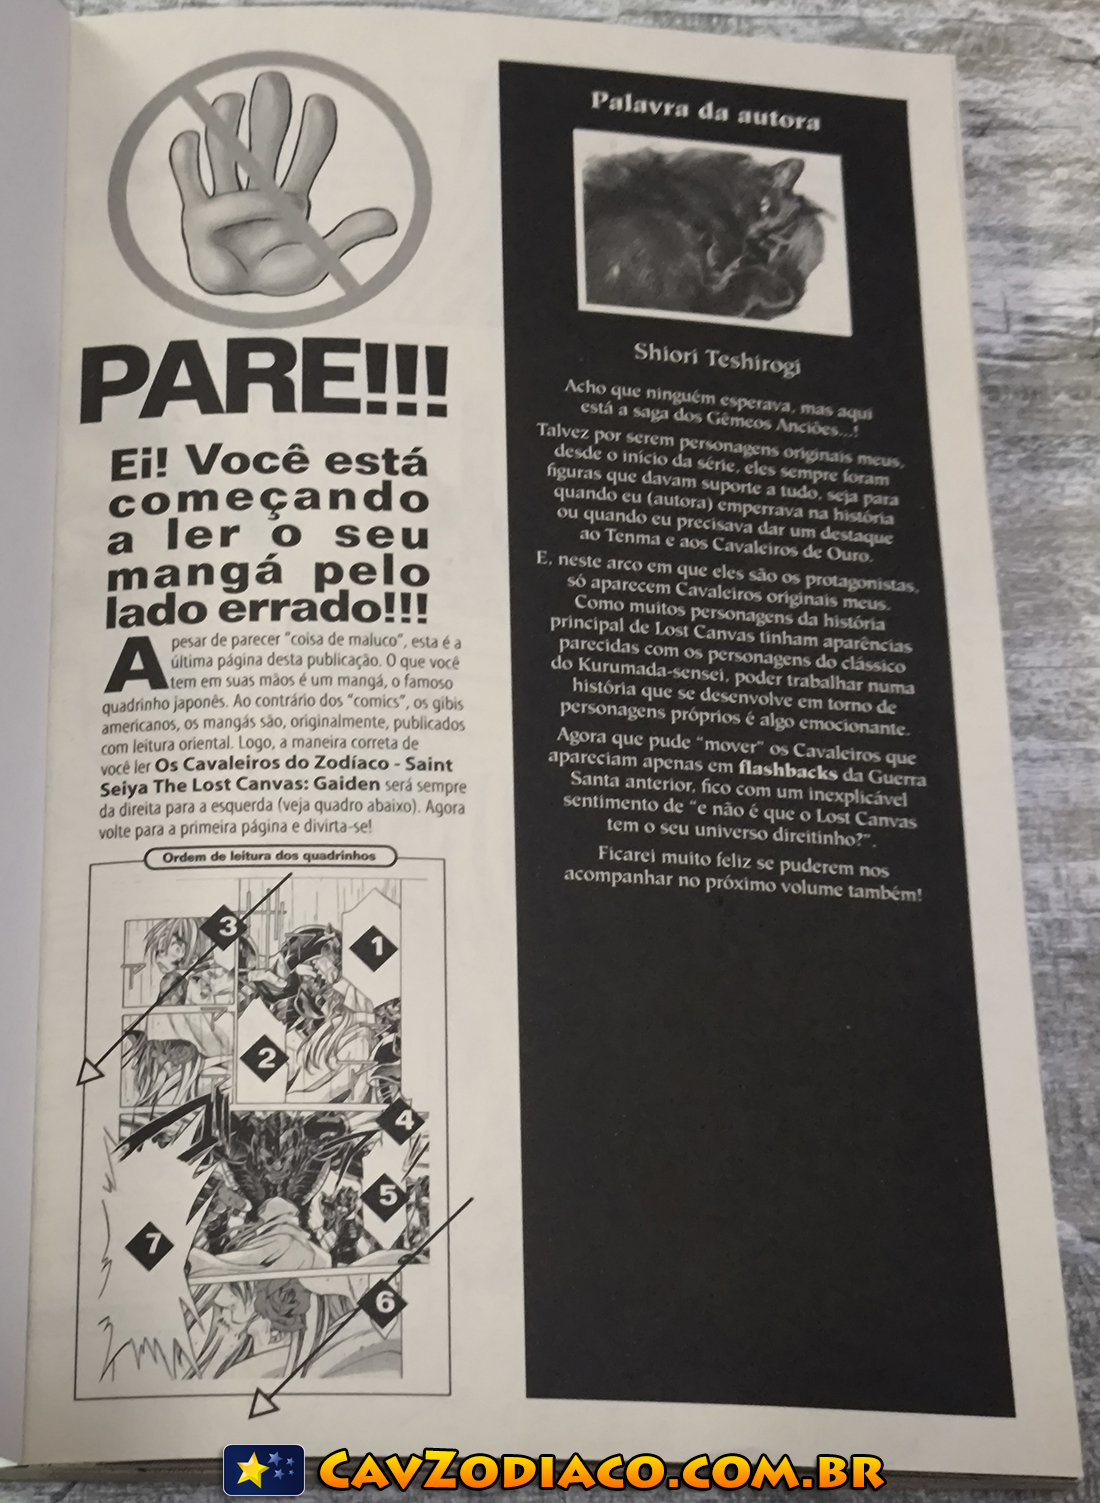 PARE!!!
Ei! Você está
começando
a ler o seu
mangá pelo
lado errado!!!
Apesar de parecer "coisa de maluco", esta é a
última página desta publicação. O que você
tem em suas mãos é um mangá, o famoso
quadrinho japonês. Ao contrário dos "comics", os gibis
americanos, os mangás são, originalmente, publicados
com leitura oriental. Logo, a maneira correta de
você ler Os Cavaleiros do Zodíaco - Saint
Seiya The Lost Canvas: Gaiden será sempre
da direita para a esquerda (veja quadro abaixo). Agora
volte para a primeira página e divirta-se!
Ordem de leitura dos quadrinhos
1
2
3
4
5
6
7
Palavra da autora
Shiori Teshirogi
Acho que ninguém esperava, mas aqui
está a saga dos Gêmeos Anciões...!
Talvez por serem personagens originais meus,
desde o início da série, eles sempre foram
figuras que davam suporte a tudo, seja para
quando eu (autora) emperrava na história
ou quando eu precisava dar um destaque
ao Tenma e aos Cavaleiros de Ouro.
E, neste arco em que eles são os protagonistas,
só aparecem Cavaleiros originais meus.
Como muitos personagens da história
principal de Lost Canvas tinham aparências
parecidas com os personagens do clássico
do Kurumada-sensei, poder trabalhar numa
história que se desenvolve em torno de
personagens próprios é algo emocionante.
Agora que pude "mover" os Cavaleiros que
apareciam apenas em flashbacks da Guerra
Santa anterior, fico com um inexplicável
sentimento de "e não é que o Lost Canvas
tem o seu universo direitinho?".
Ficarei muito feliz se puderem nos
acompanhar no próximo volume também!
CavZodiaco.com.br